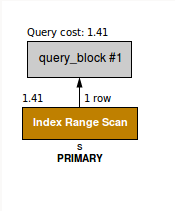 Query cost: 1.41
query_block #1
1.41
1 row
Index Range Scan
s
PRIMARY